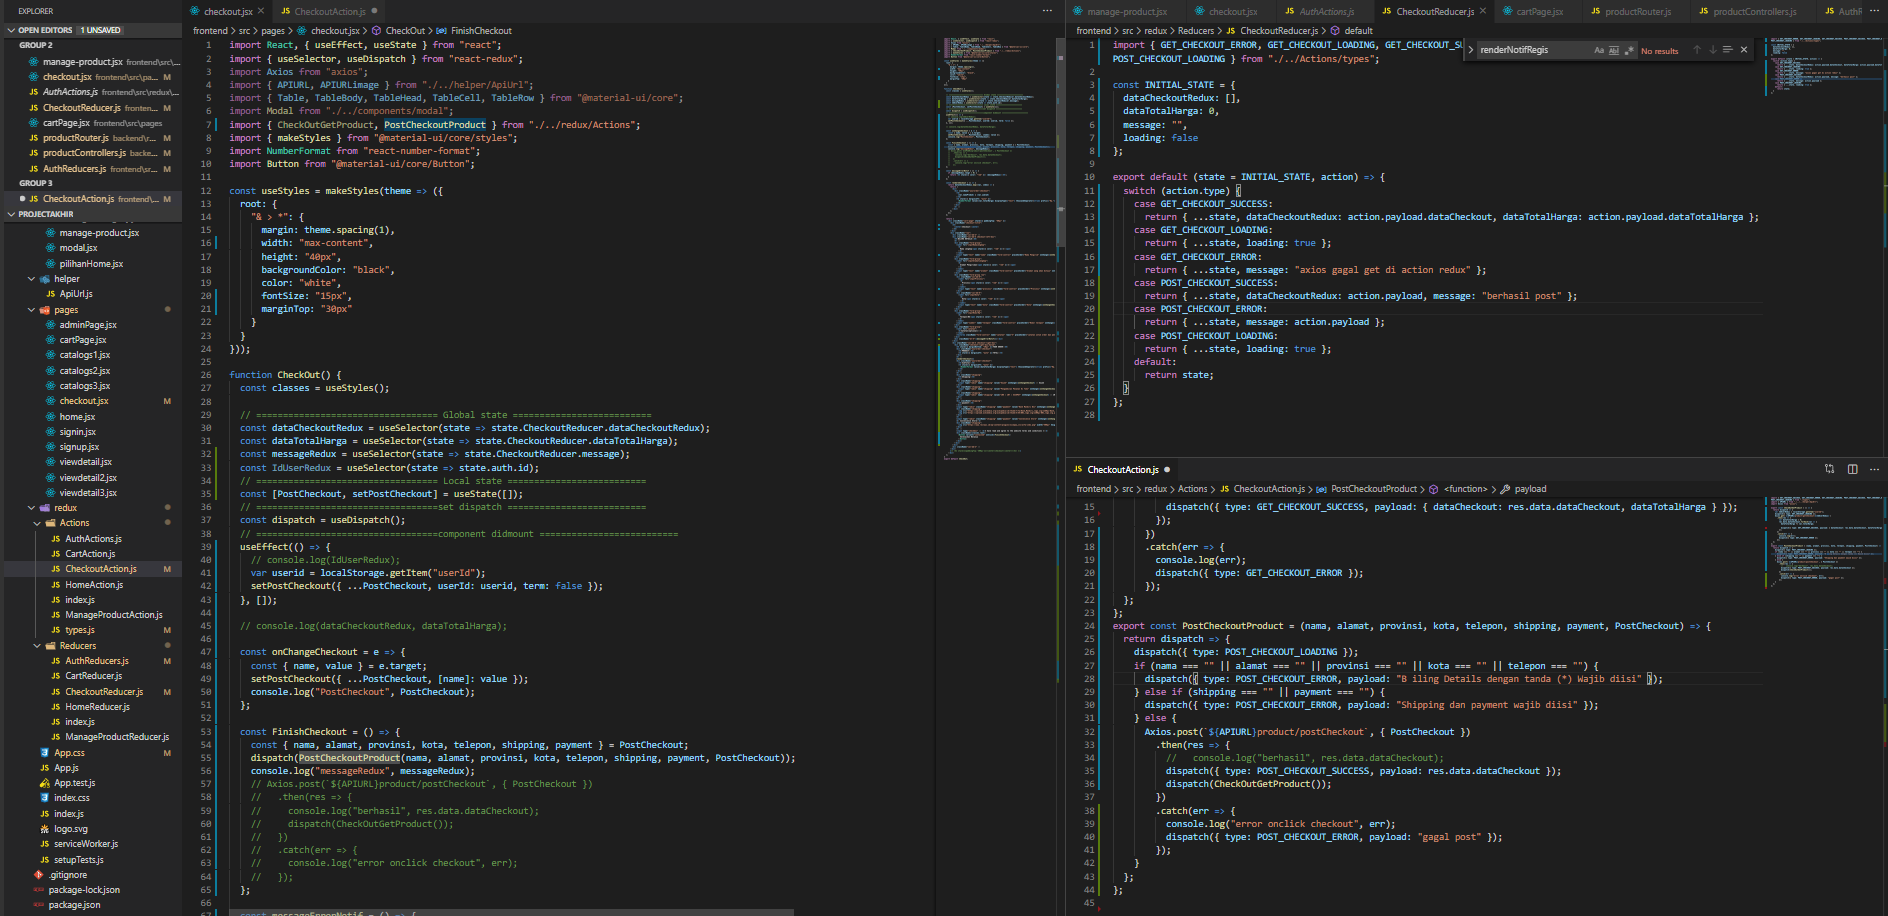 EXPLORER
OPEN EDITORS 1 UNSAVED
GROUP 2
manage-product.jsx frontend\src\...
checkout.jsx frontend\src\pa... M
AuthActions.js frontend\src\redux\...
CheckoutReducer.js fronten... M
cartPage.jsx frontend\src\pages
productRouter.js backend\r... M
productControllers.js backe... M
AuthReducers.js frontend\sr... M
GROUP 3
CheckoutAction.js frontend\... M
PROJECTAKHIR
manage-product.jsx
modal.jsx
pilihanHome.jsx
helper
ApiUrl.js
pages
adminPage.jsx
cartPage.jsx
catalogs1.jsx
catalogs2.jsx
catalogs3.jsx
checkout.jsx M
home.jsx
signin.jsx
signup.jsx
viewdetail.jsx
viewdetail2.jsx
viewdetail3.jsx
redux
Actions
AuthActions.js
CartAction.js
CheckoutAction.js M
HomeAction.js
index.js
ManageProductAction.js
types.js M
Reducers
AuthReducers.js M
CartReducer.js
CheckoutReducer.js M
HomeReducer.js
index.js
ManageProductReducer.js
App.css M
App.js
App.test.js
index.css
index.js
logo.svg
serviceWorker.js
setupTests.js
.gitignore
package-lock.json
package.json
checkout.jsx
CheckoutAction.js
frontend > src > pages > checkout.jsx > CheckOut > FinishCheckout
1 import React, { useEffect, useState } from "react";
2 import { useSelector, useDispatch } from "react-redux";
3 import Axios from "axios";
4 import { APIURL, APIURLimage } from "./../helper/ApiUrl";
5 import { Table, TableBody, TableHead, TableCell, TableRow } from "@material-ui/core";
6 import Modal from "./../components/modal";
7 import { CheckOutGetProduct, PostCheckoutProduct } from "./../redux/Actions";
8 import { makeStyles } from "@material-ui/core/styles";
9 import NumberFormat from "react-number-format";
10 import Button from "@material-ui/core/Button";
11
12 const useStyles = makeStyles(theme => ({
13 root: {
14 "& > *": {
15 margin: theme.spacing(1),
16 width: "max-content",
17 height: "40px",
18 backgroundColor: "black",
19 color: "white",
20 fontSize: "15px",
21 marginTop: "30px"
22 }
23 }
24 }));
25
26 function CheckOut() {
27 const classes = useStyles();
28
29 // ================================== Global state ==========================
30 const dataCheckoutRedux = useSelector(state => state.CheckoutReducer.dataCheckoutRedux);
31 const dataTotalHarga = useSelector(state => state.CheckoutReducer.dataTotalHarga);
32 const messageRedux = useSelector(state => state.CheckoutReducer.message);
33 const IdUserRedux = useSelector(state => state.auth.id);
34 // ================================== Local state ==========================
35 const [PostCheckout, setPostCheckout] = useState([]);
36 // ==================================set dispatch ==========================
37 const dispatch = useDispatch();
38 // ==================================component didmount ==========================
39 useEffect(() => {
40 // console.log(IdUserRedux);
41 var userid = localStorage.getItem("userId");
42 setPostCheckout({ ...PostCheckout, userId: userid, term: false });
43 }, []);
44
45 // console.log(dataCheckoutRedux, dataTotalHarga);
46
47 const onChangeCheckout = e => {
48 const { name, value } = e.target;
49 setPostCheckout({ ...PostCheckout, [name]: value });
50 console.log("PostCheckout", PostCheckout);
51 };
52
53 const FinishCheckout = () => {
54 const { nama, alamat, provinsi, kota, telepon, shipping, payment } = PostCheckout;
55 dispatch(PostCheckoutProduct(nama, alamat, provinsi, kota, telepon, shipping, payment, PostCheckout));
56 console.log("messageRedux", messageRedux);
57 // Axios.post(`${APIURL}product/postCheckout`, { PostCheckout })
58 // .then(res => {
59 // console.log("berhasil", res.data.dataCheckout);
60 // dispatch(CheckOutGetProduct());
61 // })
62 // .catch(err => {
63 // console.log("error onclick checkout", err);
64 // });
65 };
66
67 const messageErrorNotif = () => {
manage-product.jsx
checkout.jsx
AuthActions.js
CheckoutReducer.js
cartPage.jsx
productRouter.js
productControllers.js
AuthR
frontend > src > redux > Reducers > CheckoutReducer.js > default
renderNotifRegis
No results
1 import { GET_CHECKOUT_ERROR, GET_CHECKOUT_LOADING, GET_CHECKOUT_SU
POST_CHECKOUT_LOADING } from "./../Actions/types";
2
3 const INITIAL_STATE = {
4 dataCheckoutRedux: [],
5 dataTotalHarga: 0,
6 message: "",
7 loading: false
8 };
9
10 export default (state = INITIAL_STATE, action) => {
11 switch (action.type) {
12 case GET_CHECKOUT_SUCCESS:
13 return { ...state, dataCheckoutRedux: action.payload.dataCheckout, dataTotalHarga: action.payload.dataTotalHarga };
14 case GET_CHECKOUT_LOADING:
15 return { ...state, loading: true };
16 case GET_CHECKOUT_ERROR:
17 return { ...state, message: "axios gagal get di action redux" };
18 case POST_CHECKOUT_SUCCESS:
19 return { ...state, dataCheckoutRedux: action.payload, message: "berhasil post" };
20 case POST_CHECKOUT_ERROR:
21 return { ...state, message: action.payload };
22 case POST_CHECKOUT_LOADING:
23 return { ...state, loading: true };
24 default:
25 return state;
26 }
27 };
28
CheckoutAction.js
frontend > src > redux > Actions > CheckoutAction.js > PostCheckoutProduct > <function> > payload
15 dispatch({ type: GET_CHECKOUT_SUCCESS, payload: { dataCheckout: res.data.dataCheckout, dataTotalHarga } });
16 });
17 })
18 .catch(err => {
19 console.log(err);
20 dispatch({ type: GET_CHECKOUT_ERROR });
21 });
22 };
23 };
24 export const PostCheckoutProduct = (nama, alamat, provinsi, kota, telepon, shipping, payment, PostCheckout) => {
25 return dispatch => {
26 dispatch({ type: POST_CHECKOUT_LOADING });
27 if (nama === "" || alamat === "" || provinsi === "" || kota === "" || telepon === "") {
28 dispatch({ type: POST_CHECKOUT_ERROR, payload: "B iling Details dengan tanda (*) Wajib diisi" });
29 } else if (shipping === "" || payment === "") {
30 dispatch({ type: POST_CHECKOUT_ERROR, payload: "Shipping dan payment wajib diisi" });
31 } else {
32 Axios.post(`${APIURL}product/postCheckout`, { PostCheckout })
33 .then(res => {
34 // console.log("berhasil", res.data.dataCheckout);
35 dispatch({ type: POST_CHECKOUT_SUCCESS, payload: res.data.dataCheckout });
36 dispatch(CheckOutGetProduct());
37 })
38 .catch(err => {
39 console.log("error onclick checkout", err);
40 dispatch({ type: POST_CHECKOUT_ERROR, payload: "gagal post" });
41 });
42 }
43 };
44 };
45